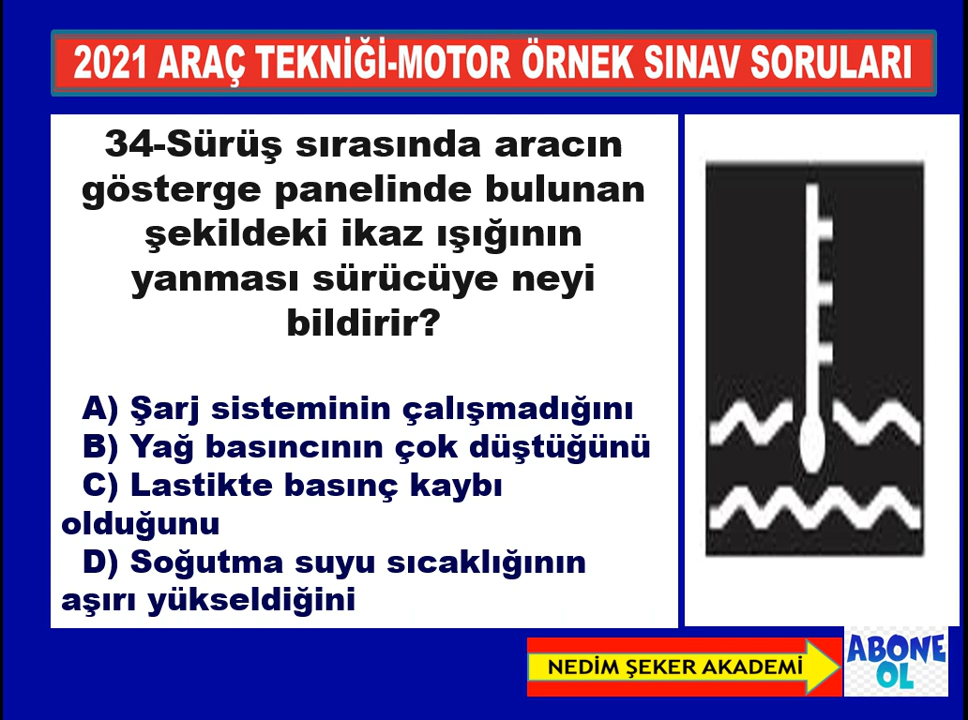 2021 ARAÇ TEKNİĞİ-MOTOR ÖRNEK SINAV SORULARI
34-Sürüş sırasında aracın
gösterge panelinde bulunan
şekildeki ikaz ışığının
yanması sürücüye neyi
bildirir?
A) Şarj sisteminin çalışmadığını
B) Yağ basıncının çok düştüğünü
C) Lastikte basınç kaybı
olduğunu
D) Soğutma suyu sıcaklığının
aşırı yükseldiğini
NEDİM ŞEKER AKADEMİ
ABONE
OL